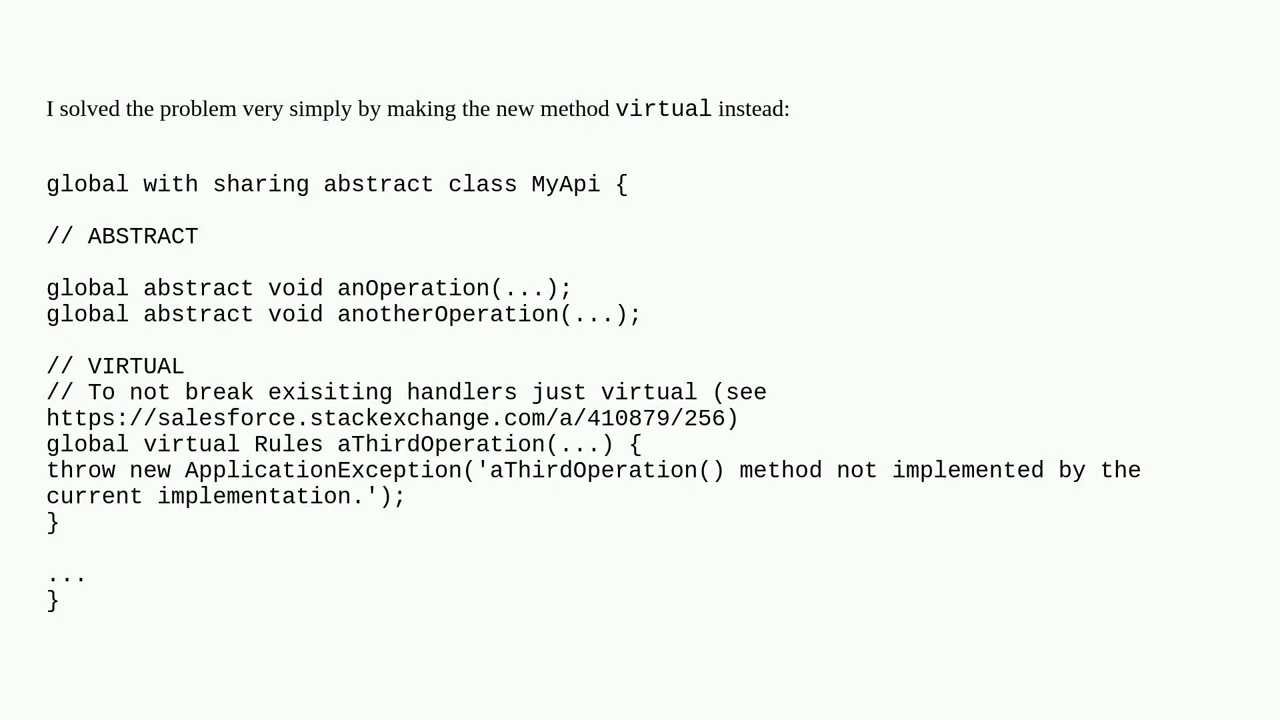 I solved the problem very simply by making the new method virtual instead:
global with sharing abstract class MyApi {
// ABSTRACT
global abstract void anOperation(...);
global abstract void anotherOperation(...);
// VIRTUAL
// To not break exisiting handlers just virtual (see
https://salesforce.stackexchange.com/a/410879/256)
global virtual Rules aThirdOperation(...) {
throw new ApplicationException('aThirdOperation() method not implemented by the
current implementation.');
}
...
}